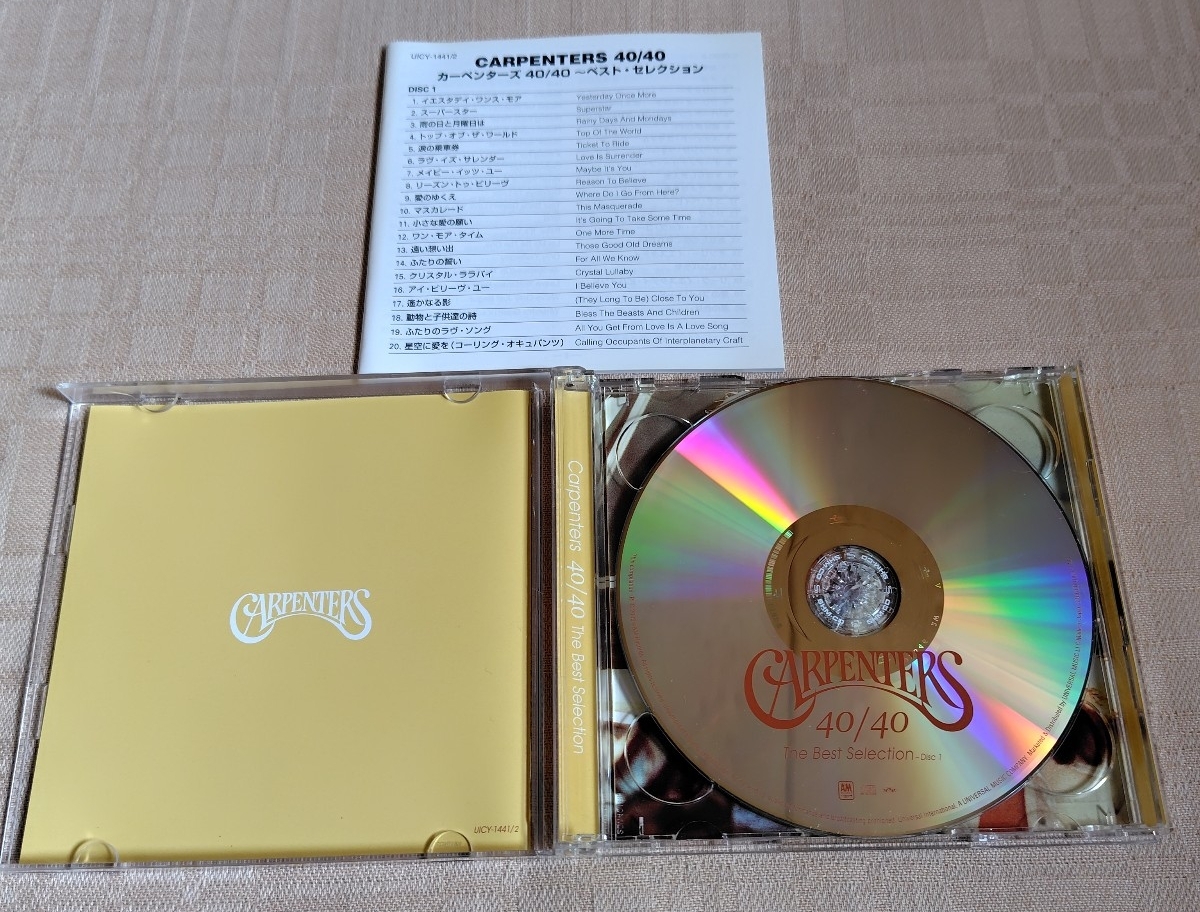 UICY-1441/2
CARPENTERS 40/40
カーペンターズ 40/40 ～ベスト・セレクション
DISC 1
1. イエスタデイ・ワンス・モア Yesterday Once More
2. スーパースター Superstar
3. 雨の日と月曜日は Rainy Days And Mondays
4. トップ・オブ・ザ・ワールド Top Of The World
5. 涙の乗車券 Ticket To Ride
6. ラヴ・イズ・サレンダー Love Is Surrender
7. メイビー・イッツ・ユー Maybe It's You
8. リーズン・トゥ・ビリーヴ Reason To Believe
9. 愛のゆくえ Where Do I Go From Here?
10. マスカレード This Masquerade
11. 小さな愛の願い It's Going To Take Some Time
12. ワン・モア・タイム One More Time
13. 遠い想い出 Those Good Old Dreams
14. ふたりの誓い For All We Know
15. クリスタル・ララバイ Crystal Lullaby
16. アイ・ビリーヴ・ユー I Believe You
17. 遥かなる影 (They Long To Be) Close To You
18. 動物と子供達の詩 Bless The Beasts And Children
19. ふたりのラヴ・ソング All You Get From Love Is A Love Song
20. 星空に愛を(コーリング・オキュパンツ) Calling Occupants Of Interplanetary Craft
CARPENTERS
UICY-1441/2
Carpenters 40/40 The Best Selection
CARPENTERS
40/40
The Best Selection–Disc 1